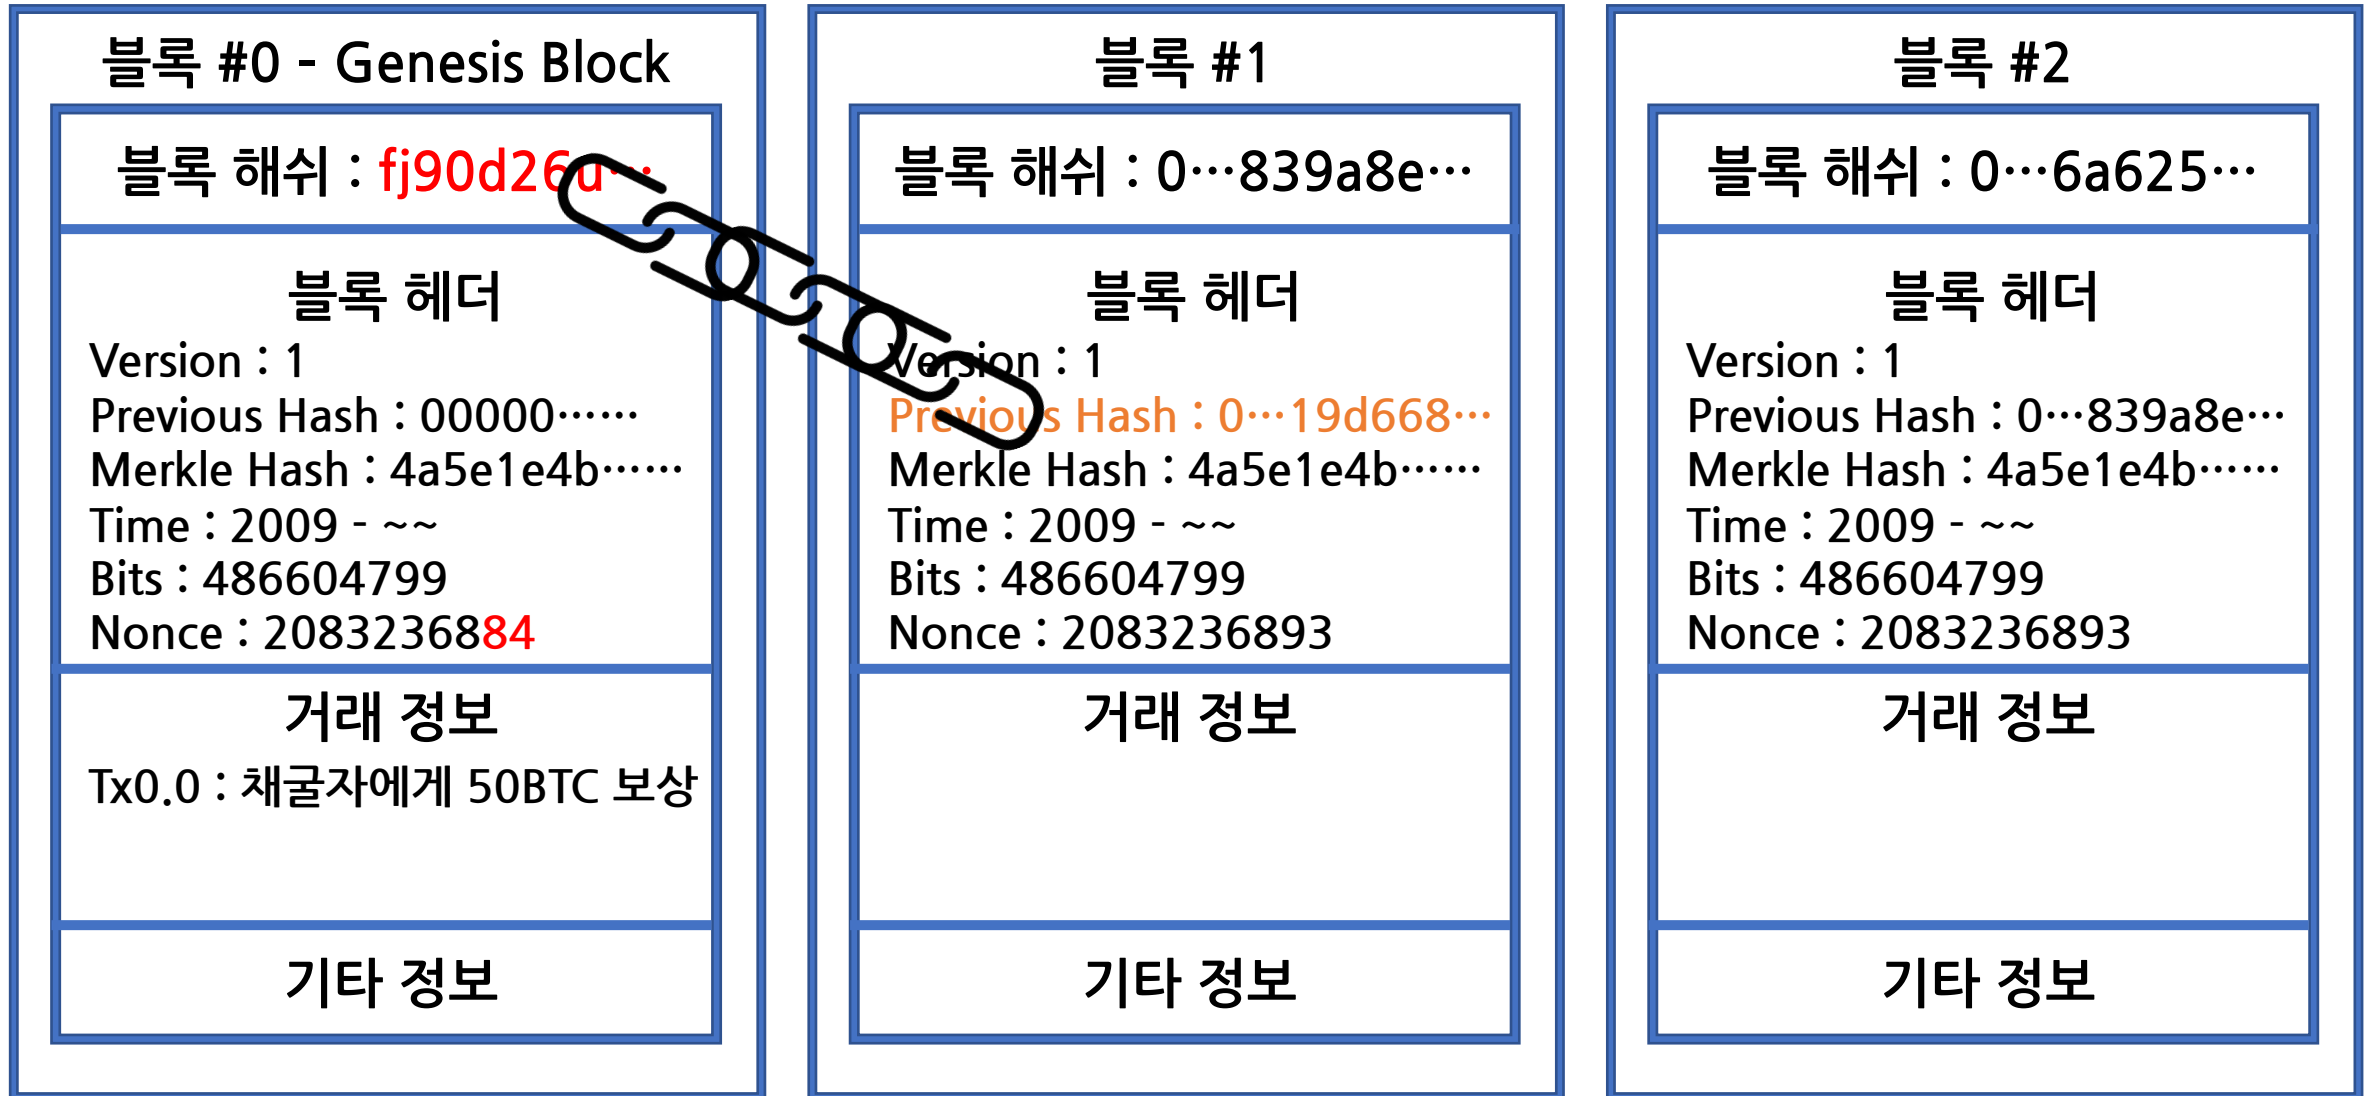 블록 #0 - Genesis Block
블록 해쉬 : fj90d26u…
블록 헤더
Version : 1
Previous Hash : 00000……
Merkle Hash : 4a5e1e4b……
Time : 2009 - ~~
Bits : 486604799
Nonce : 2083236884
거래 정보
Tx0.0 : 채굴자에게 50BTC 보상
기타 정보
블록 #1
블록 해쉬 : 0…839a8e…
블록 헤더
Version : 1
Previous Hash : 0…19d668…
Merkle Hash : 4a5e1e4b……
Time : 2009 - ~~
Bits : 486604799
Nonce : 2083236893
거래 정보
기타 정보
블록 #2
블록 해쉬 : 0…6a625…
블록 헤더
Version : 1
Previous Hash : 0…839a8e…
Merkle Hash : 4a5e1e4b……
Time : 2009 - ~~
Bits : 486604799
Nonce : 2083236893
거래 정보
기타 정보